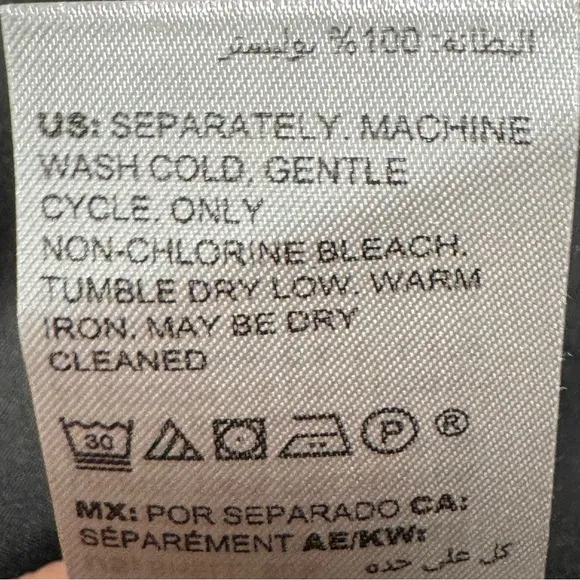 البطانة: 100% بوليستر
US: SEPARATELY. MACHINE
WASH COLD, GENTLE
CYCLE. ONLY
NON-CHLORINE BLEACH.
TUMBLE DRY LOW. WARM
IRON. MAY BE DRY
CLEANED
30 P ®
MX: POR SEPARADO CA:
SÉPARÉMENT AE/KW:
كل على حده